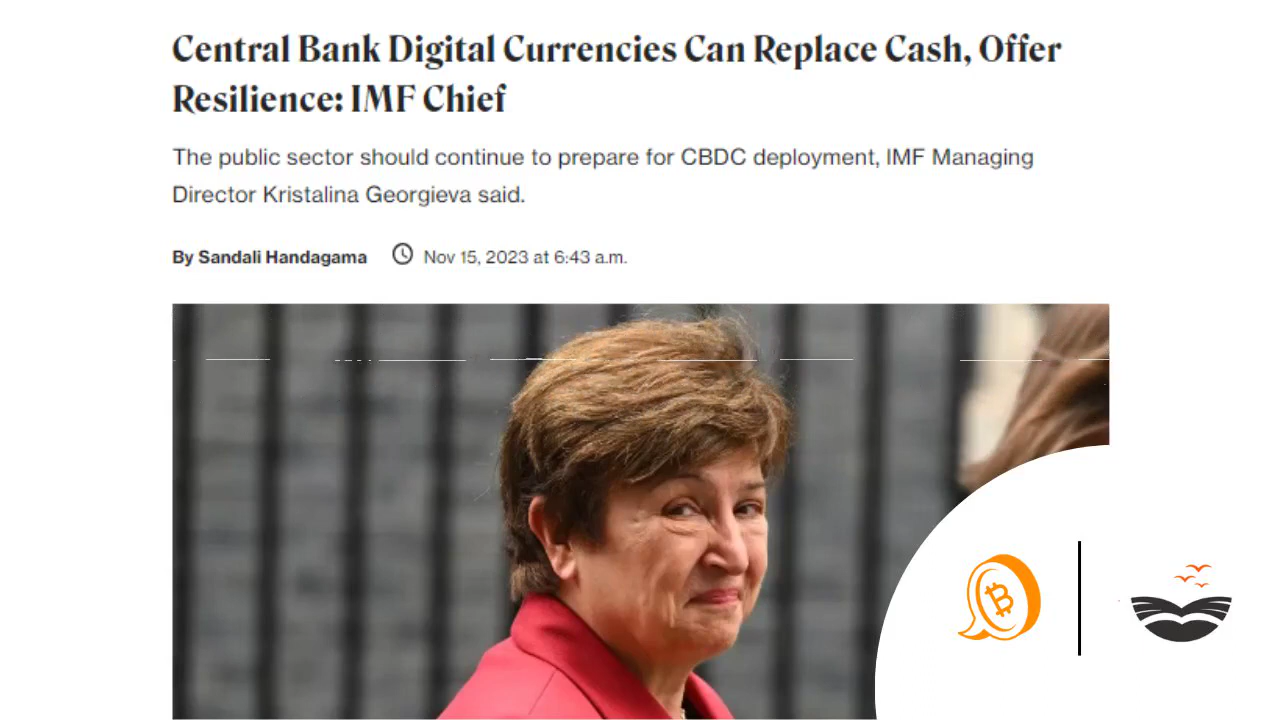 Central Bank Digital Currencies Can Replace Cash, Offer
Resilience: IMF Chief
The public sector should continue to prepare for CBDC deployment, IMF Managing
Director Kristalina Georgieva said.
By Sandali Handagama Nov 15, 2023 at 6:43 a.m.